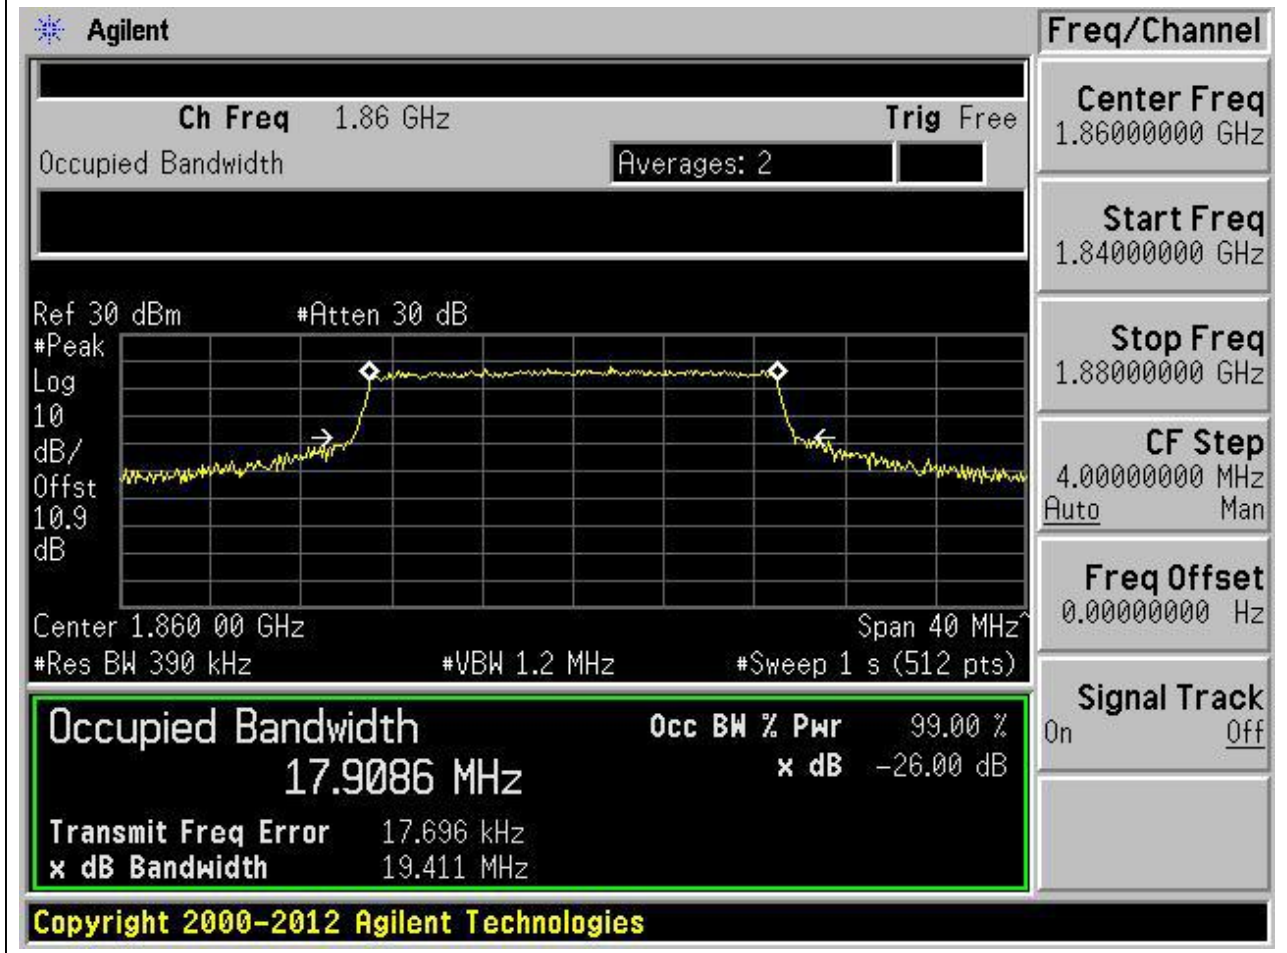 Agilent
Freq/Channel
Ch Freq 1.86 GHz Trig Free
Occupied Bandwidth Averages: 2
Center Freq
1.86000000 GHz
Start Freq
1.84000000 GHz
Stop Freq
1.88000000 GHz
CF Step
4.00000000 MHz
Auto Man
Freq Offset
0.00000000 Hz
Signal Track
On Off
Ref 30 dBm #Atten 30 dB
#Peak
Log
10
dB/
Offst
10.9
dB
Center 1.860 00 GHz Span 40 MHz^
#Res BW 390 kHz #VBW 1.2 MHz #Sweep 1 s (512 pts)
Occupied Bandwidth Occ BW % Pwr 99.00 %
17.9086 MHz x dB -26.00 dB
Transmit Freq Error 17.696 kHz
x dB Bandwidth 19.411 MHz
Copyright 2000-2012 Agilent Technologies